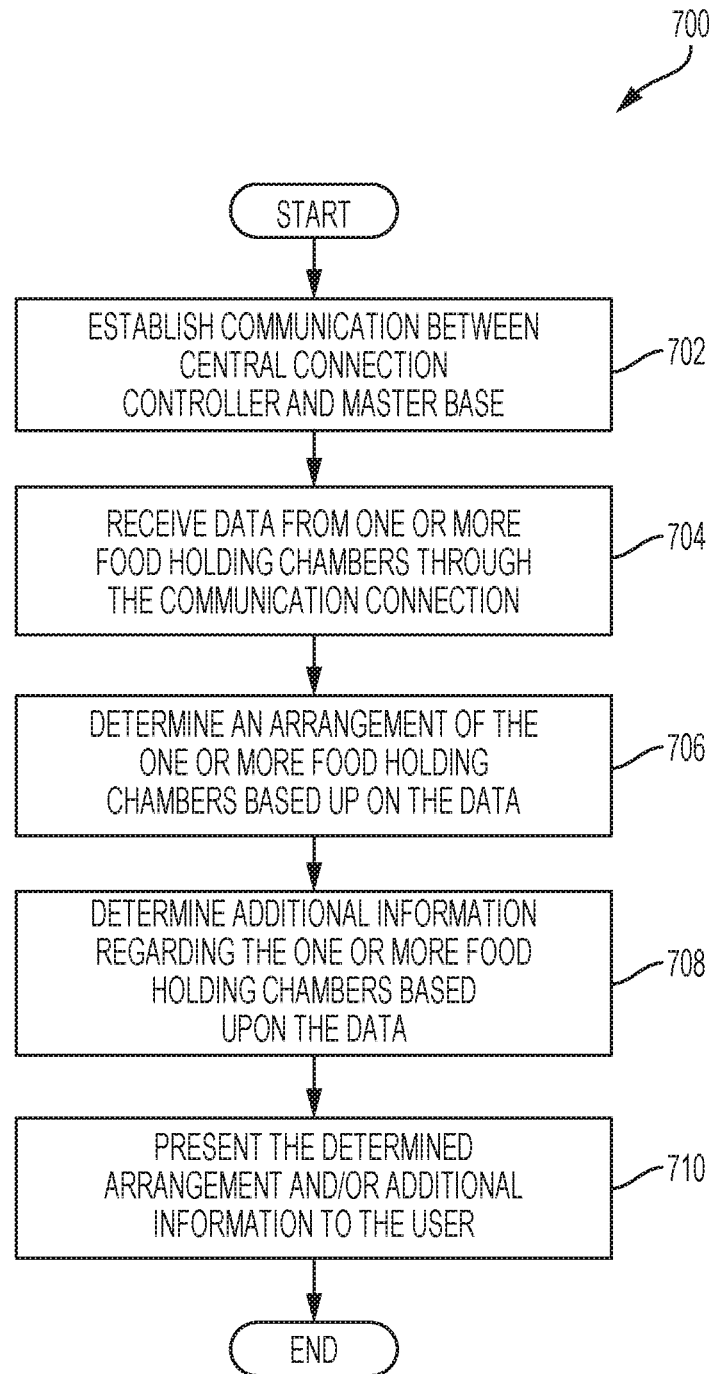 700
START
ESTABLISH COMMUNICATION BETWEEN
CENTRAL CONNECTION
CONTROLLER AND MASTER BASE
702
RECEIVE DATA FROM ONE OR MORE
FOOD HOLDING CHAMBERS THROUGH
THE COMMUNICATION CONNECTION
704
DETERMINE AN ARRANGEMENT OF THE
ONE OR MORE FOOD HOLDING
CHAMBERS BASED UP ON THE DATA
706
DETERMINE ADDITIONAL INFORMATION
REGARDING THE ONE OR MORE FOOD
HOLDING CHAMBERS BASED
UPON THE DATA
708
PRESENT THE DETERMINED
ARRANGEMENT AND/OR ADDITIONAL
INFORMATION TO THE USER
710
END